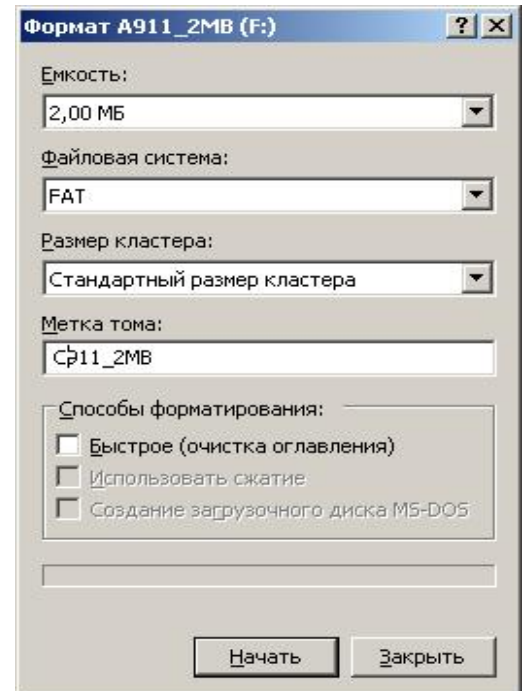 Формат A911_2MB (F:)
Емкость:
2,00 МБ
Файловая система:
FAT
Размер кластера:
Стандартный размер кластера
Метка тома:
C911_2MB
Способы форматирования:
Быстрое (очистка оглавления)
Использовать сжатие
Создание загрузочного диска MS-DOS
Начать Закрыть